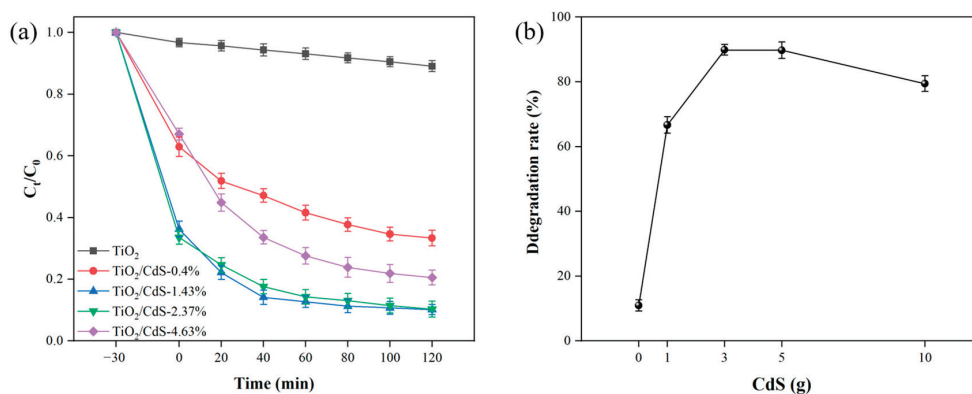 (a)
1.0
0.8
0.6
0.4
0.2
0.0
Cₜ/C₀
TiO₂
TiO₂/CdS-0.4%
TiO₂/CdS-1.43%
TiO₂/CdS-2.37%
TiO₂/CdS-4.63%
−30 0 20 40 60 80 100 120
Time (min)
(b)
100
80
60
40
20
0
Ddegradation rate (%)
0 1 3 5 10
CdS (g)